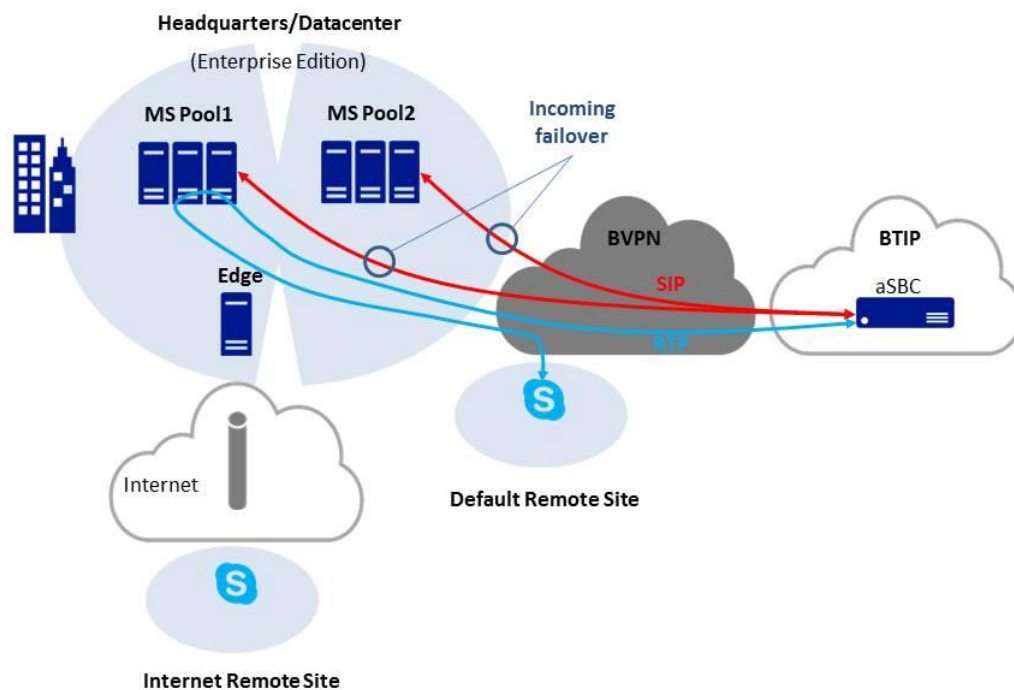 Headquarters/Datacenter
(Enterprise Edition)
MS Pool1
MS Pool2
Incoming
failover
BVPN
BTIP
Edge
SIP
aSBC
RTP
S
Internet
Default Remote Site
S
Internet Remote Site